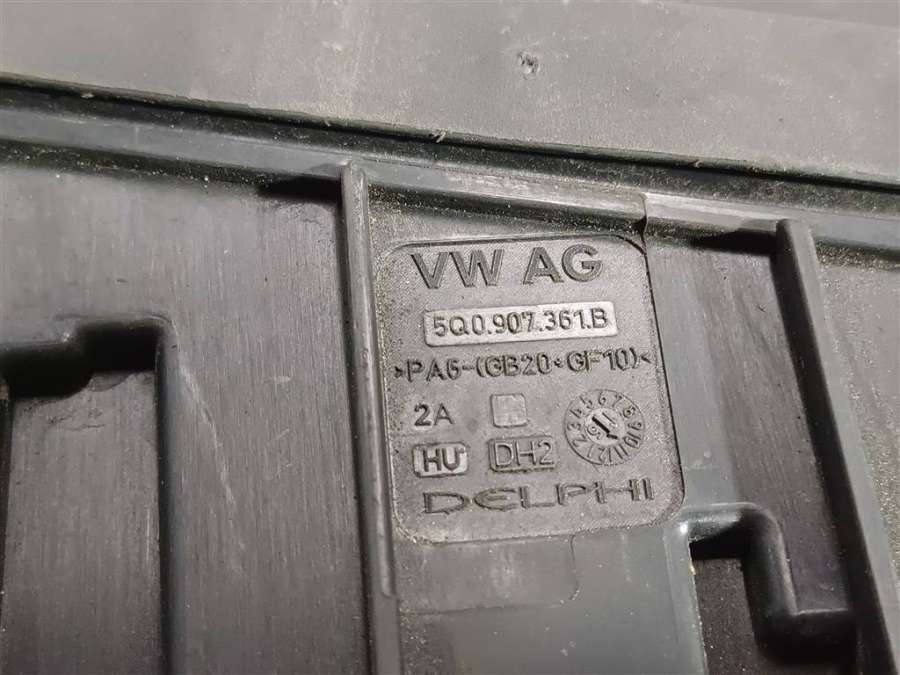 VW AG
5Q0.907.361.B
>PA6-(GB20+GF10)<
2A
HU DH2
DELPHI